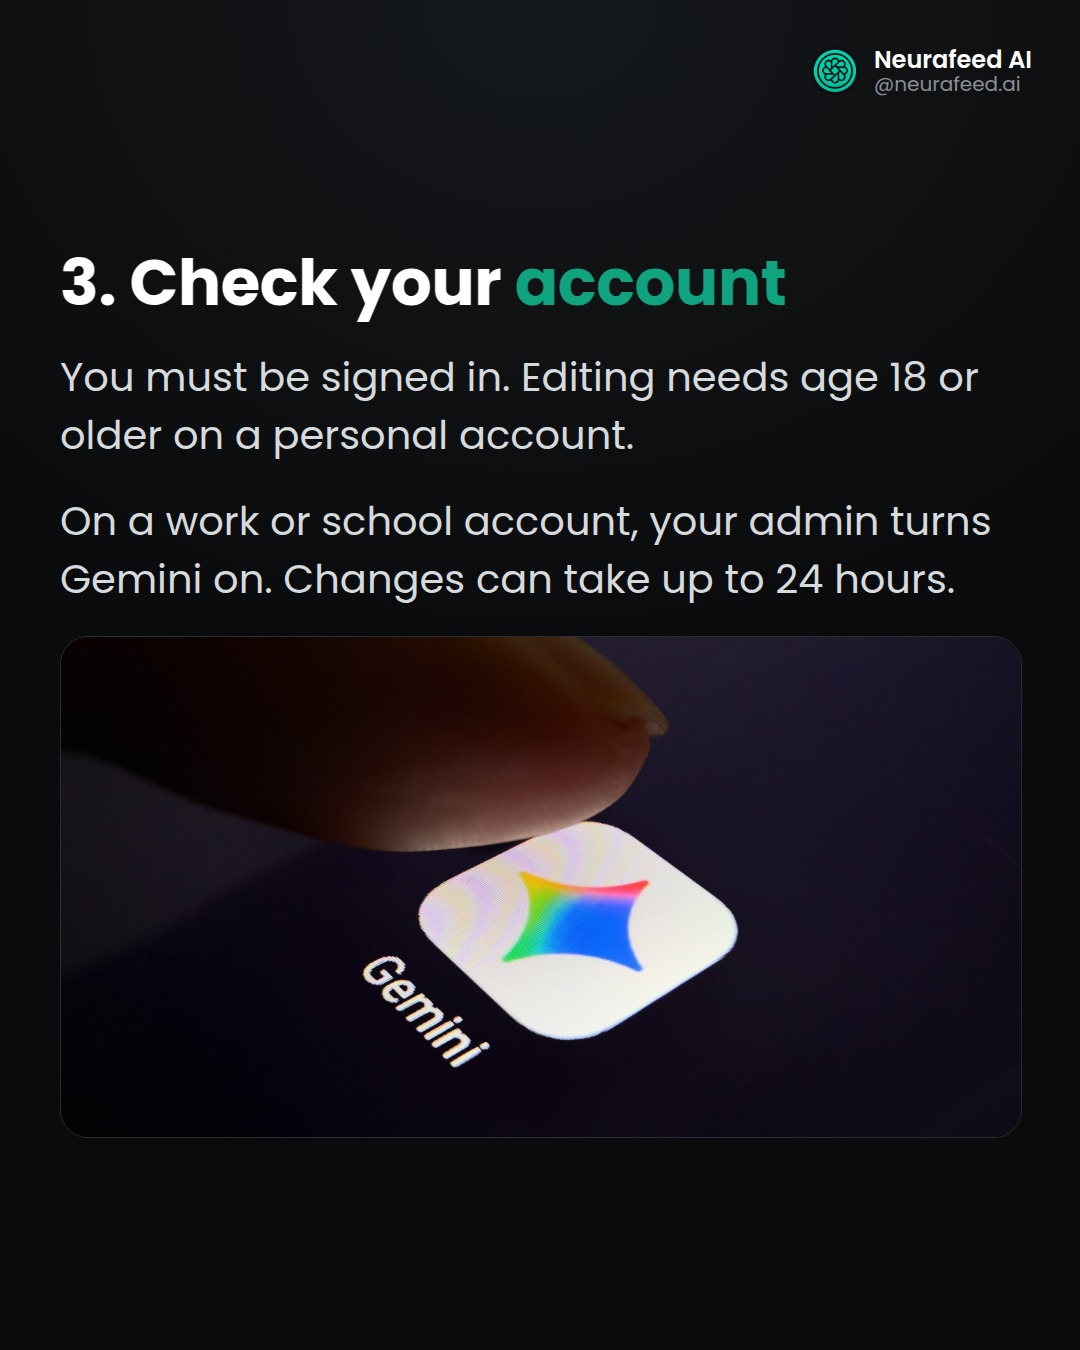 Neurafeed AI
@neurafeed.ai
3. Check your account
You must be signed in. Editing needs age 18 or
older on a personal account.
On a work or school account, your admin turns
Gemini on. Changes can take up to 24 hours.
Gemini